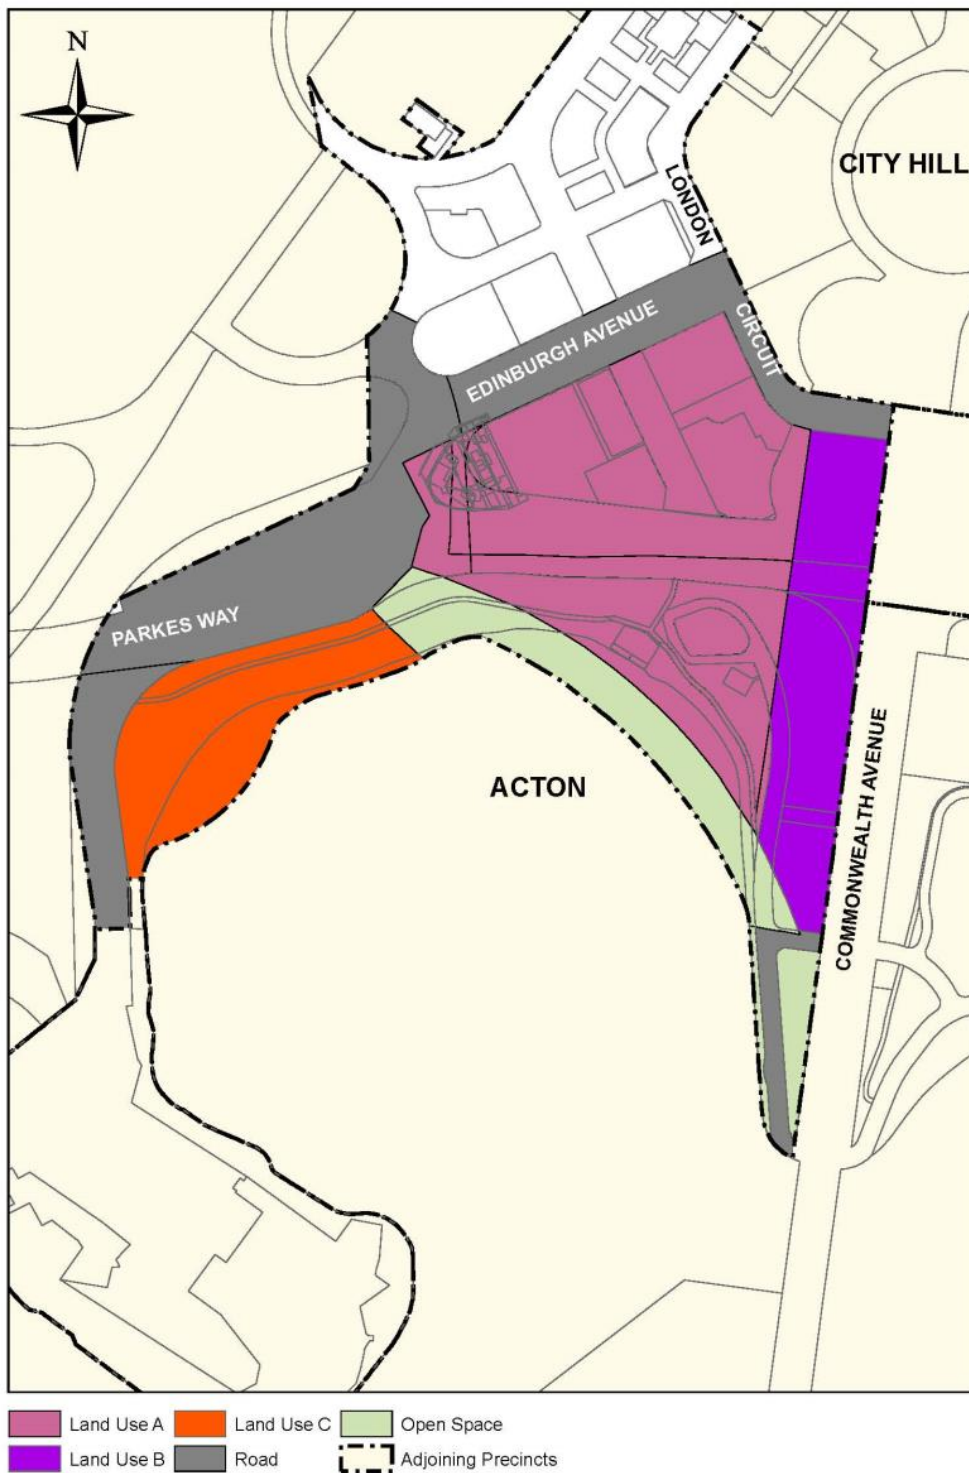 N
CITY HILL
LONDON
CIRCUIT
EDINBURGH AVENUE
PARKES WAY
ACTON
COMMONWEALTH AVENUE
Land Use A
Land Use C
Open Space
Land Use B
Road
Adjoining Precincts